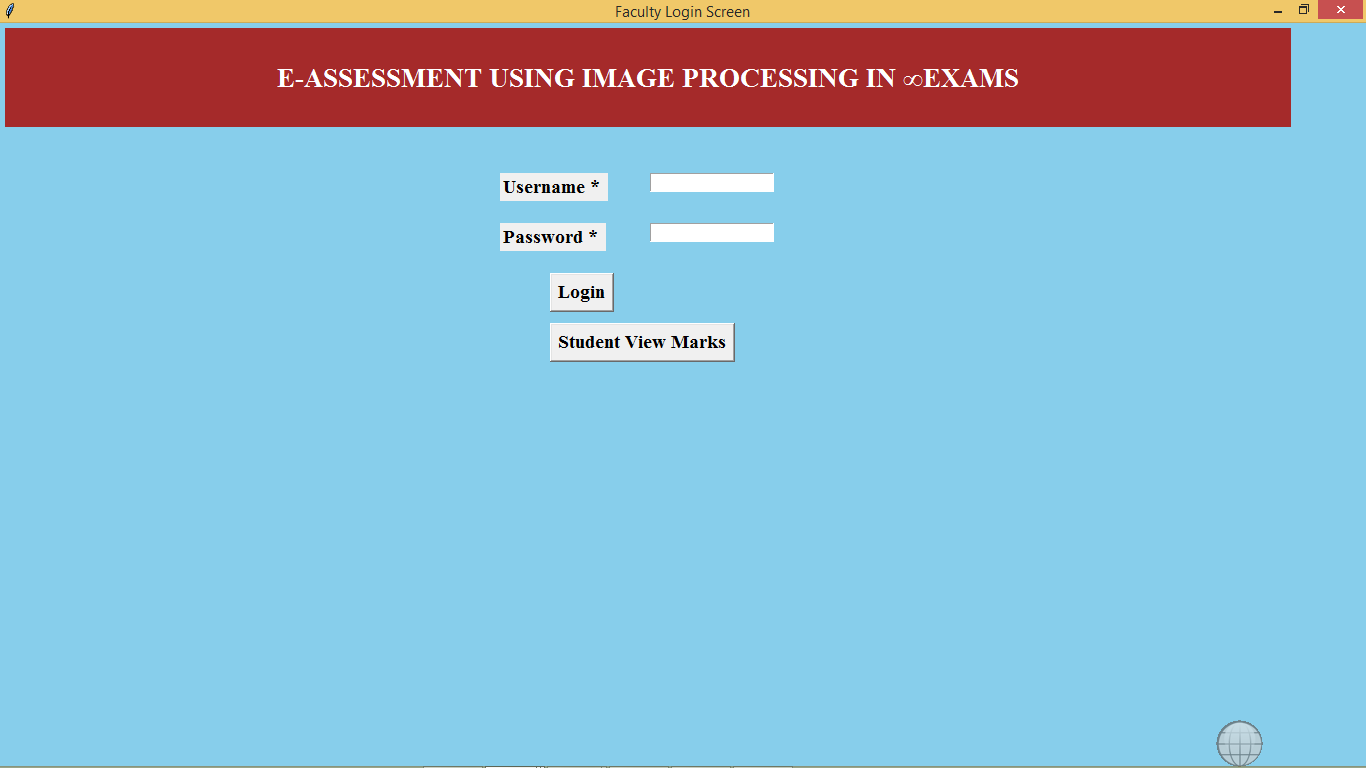 Faculty Login Screen
E-ASSESSMENT USING IMAGE PROCESSING IN ∞EXAMS
Username *
Password *
Login
Student View Marks